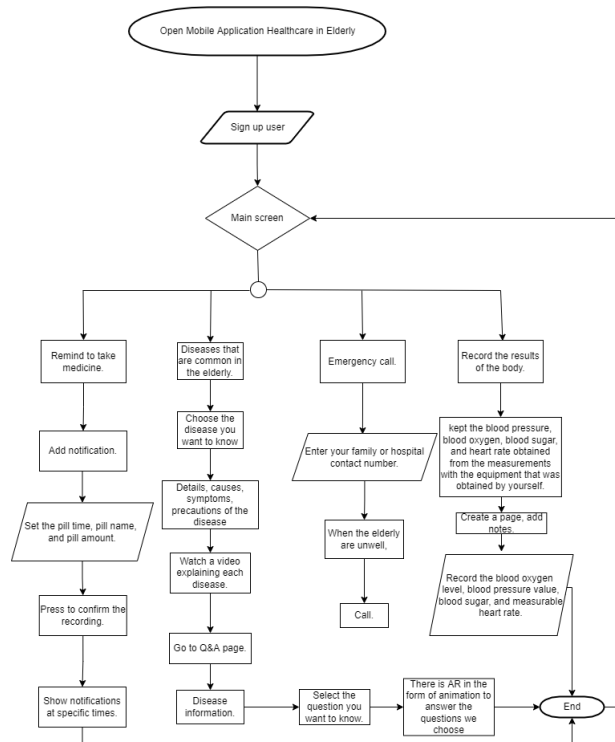 Open Mobile Application Healthcare in Elderly
Sign up user
Main screen
Remind to take
medicine.
Add notification.
Set the pill time, pill name,
and pill amount.
Press to confirm the
recording.
Show notifications
at specific times.
Diseases that
are common in
the elderly.
Choose the
disease you
want to know
Details, causes,
symptoms,
precautions of the
disease
Watch a video
explaining each
disease.
Go to Q&A page.
Disease
information.
Select the
question you
want to know.
There is AR in the
form of animation to
answer the
questions we
choose
Emergency call.
Enter your family or hospital
contact number.
When the elderly
are unwell,
Call.
Record the results
of the body.
kept the blood pressure,
blood oxygen, blood sugar,
and heart rate obtained
from the measurements
with the equipment that was
obtained by yourself.
Create a page, add
notes.
Record the blood oxygen
level, blood pressure value,
blood sugar, and measurable
heart rate.
End